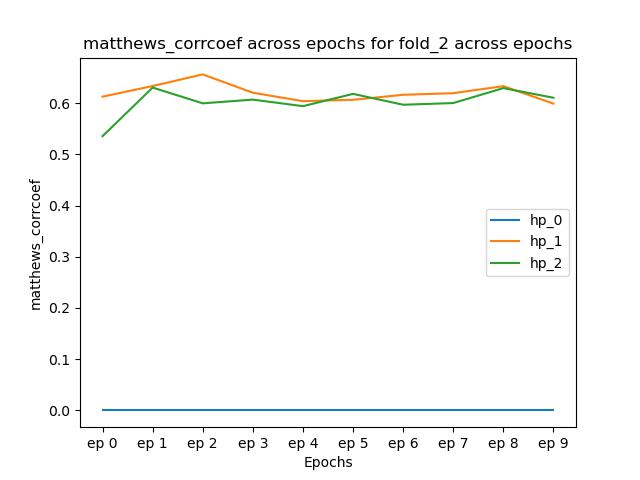 matthews_corrcoef across epochs for fold_2 across epochs
matthews_corrcoef
0.6
0.5
0.4
0.3
0.2
0.1
0.0
hp_0
hp_1
hp_2
ep 0 ep 1 ep 2 ep 3 ep 4 ep 5 ep 6 ep 7 ep 8 ep 9
Epochs